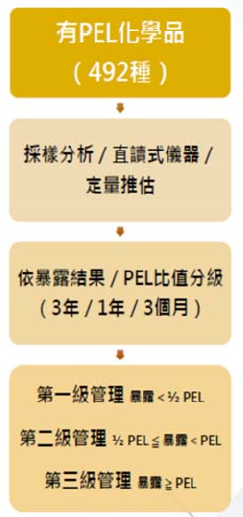 有PEL化學品
（492種）
採樣分析／直讀式儀器／
定量推估
依暴露結果／PEL比值分級
（3年／1年／3個月）
第一級管理 暴露<½ PEL
第二級管理 ½ PEL≦暴露<PEL
第三級管理 暴露≧PEL